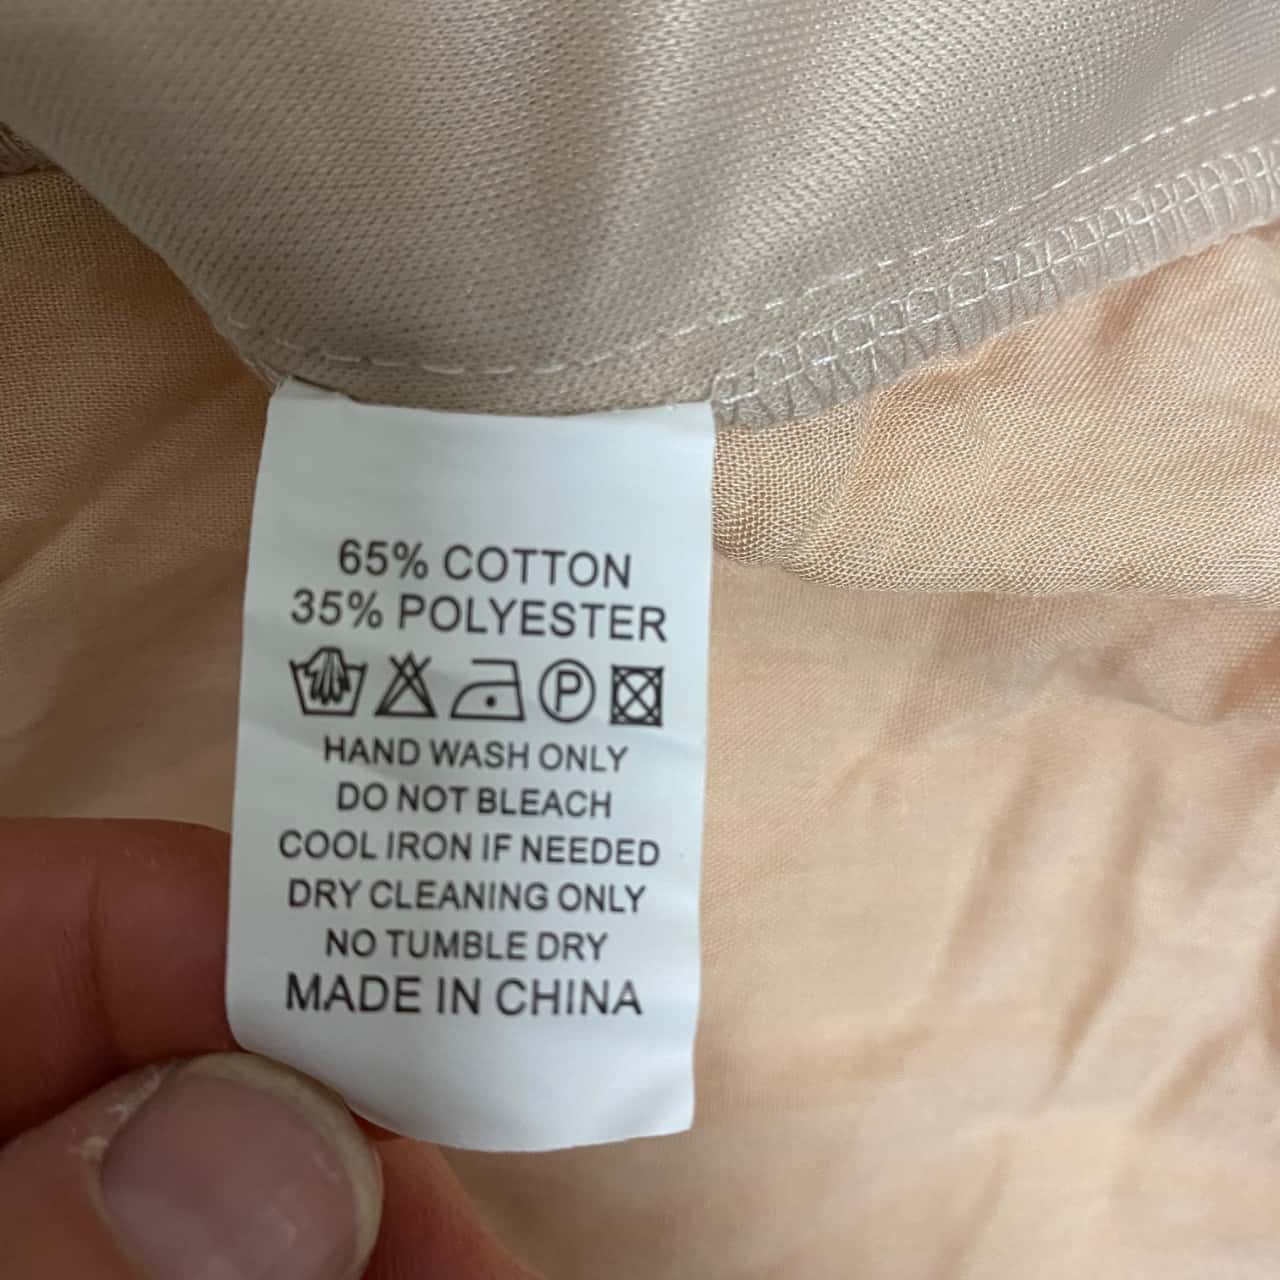 65% COTTON
35% POLYESTER
P
HAND WASH ONLY
DO NOT BLEACH
COOL IRON IF NEEDED
DRY CLEANING ONLY
NO TUMBLE DRY
MADE IN CHINA